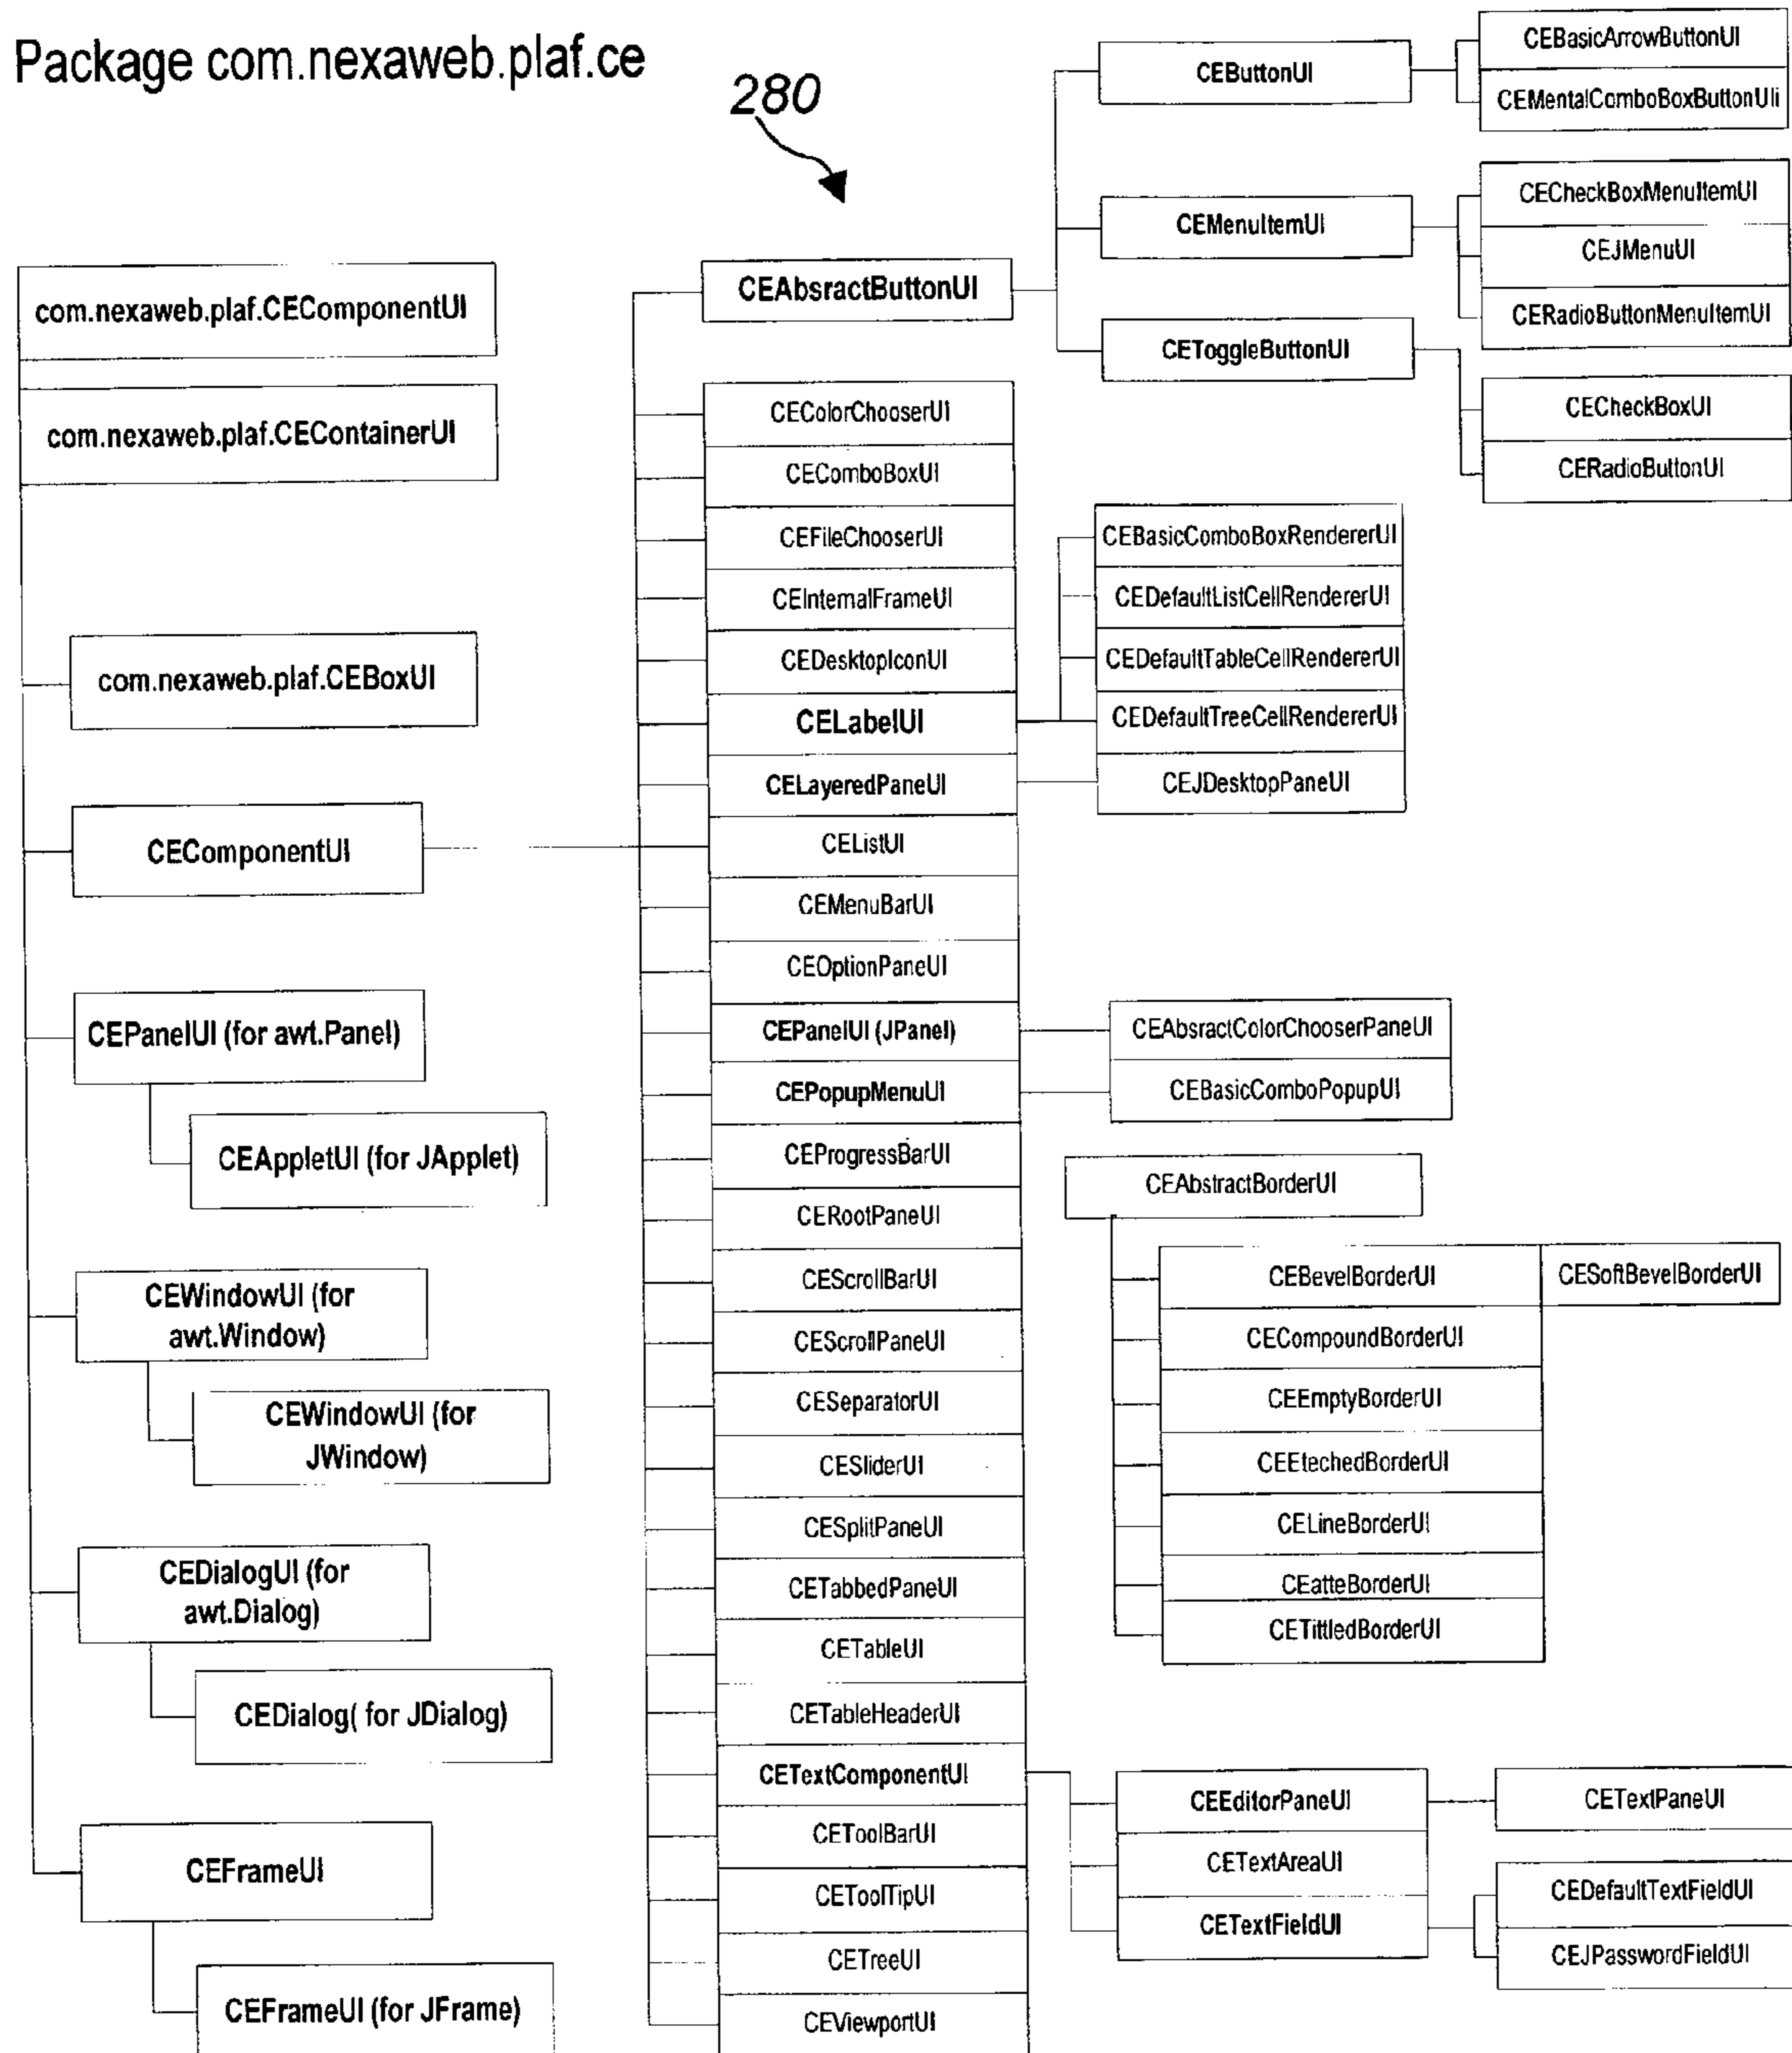 Package com.nexaweb.plaf.ce
280
com.nexaweb.plaf.CEComponentUI
com.nexaweb.plaf.CEContainerUI
com.nexaweb.plaf.CEBoxUI
CEComponentUI
CEPanelUI (for awt.Panel)
CEAppletUI (for JApplet)
CEWindowUI (for
awt.Window)
CEWindowUI (for
JWindow)
CEDialogUI (for
awt.Dialog)
CEDialog( for JDialog)
CEFrameUI
CEFrameUI (for JFrame)
CEAbsractButtonUI
CEColorChooserUI
CEComboBoxUI
CEFileChooserUI
CEInternalFrameUI
CEDesktopIconUI
CELabelUI
CELayeredPaneUI
CEListUI
CEMenuBarUI
CEOptionPaneUI
CEPanelUI (JPanel)
CEPopupMenuUI
CEProgressBarUI
CERootPaneUI
CEScrollBarUI
CEScrollPaneUI
CESeparatorUI
CESliderUI
CESplitPaneUI
CETabbedPaneUI
CETableUI
CETableHeaderUI
CETextComponentUI
CEToolBarUI
CEToolTipUI
CETreeUI
CEViewportUI
CEButtonUI
CEBasicArrowButtonUI
CEMentalComboBoxButtonUIi
CEMenuItemUI
CECheckBoxMenuItemUI
CEJMenuUI
CERadioButtonMenuItemUI
CEToggleButtonUI
CECheckBoxUI
CERadioButtonUI
CEBasicComboBoxRendererUI
CEDefaultListCellRendererUI
CEDefaultTableCellRendererUI
CEDefaultTreeCellRendererUI
CEJDesktopPaneUI
CEAbsractColorChooserPaneUI
CEBasicComboPopupUI
CEAbstractBorderUI
CEBevelBorderUI
CESoftBevelBorderUI
CECompoundBorderUI
CEEmptyBorderUI
CEEtechedBorderUI
CELineBorderUI
CEatteBorderUI
CETittledBorderUI
CEEditorPaneUI
CETextPaneUI
CETextAreaUI
CETextFieldUI
CEDefaultTextFieldUI
CEJPasswordFieldUI